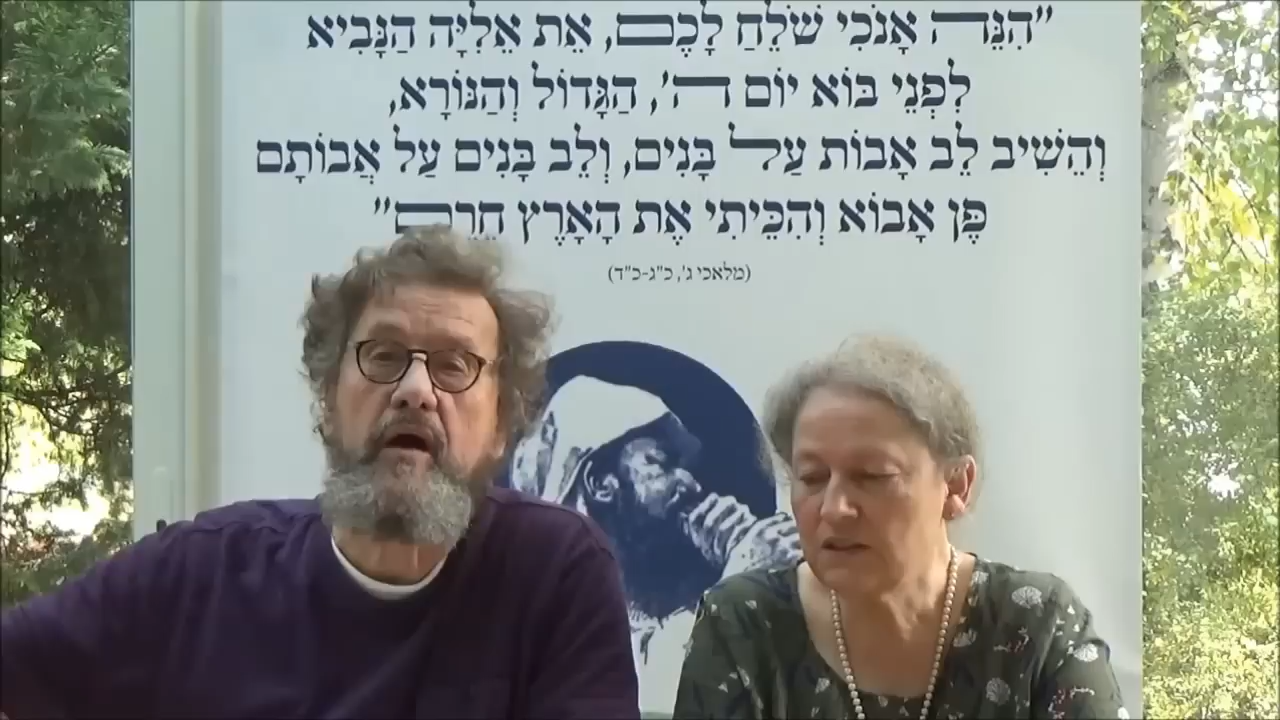 "הִנֵּה אָנֹכִי שֹׁלֵחַ לָכֶם, אֵת אֵלִיָּה הַנָּבִיא
לִפְנֵי בּוֹא יוֹם ה', הַגָּדוֹל וְהַנּוֹרָא,
וְהֵשִׁיב לֵב אָבוֹת עַל בָּנִים, וְלֵב בָּנִים עַל אֲבוֹתָם
פֶּן אָבוֹא וְהִכֵּיתִי אֶת הָאָרֶץ חֵרֶם"
(מלאכי ג', כ"ג-כ"ד)